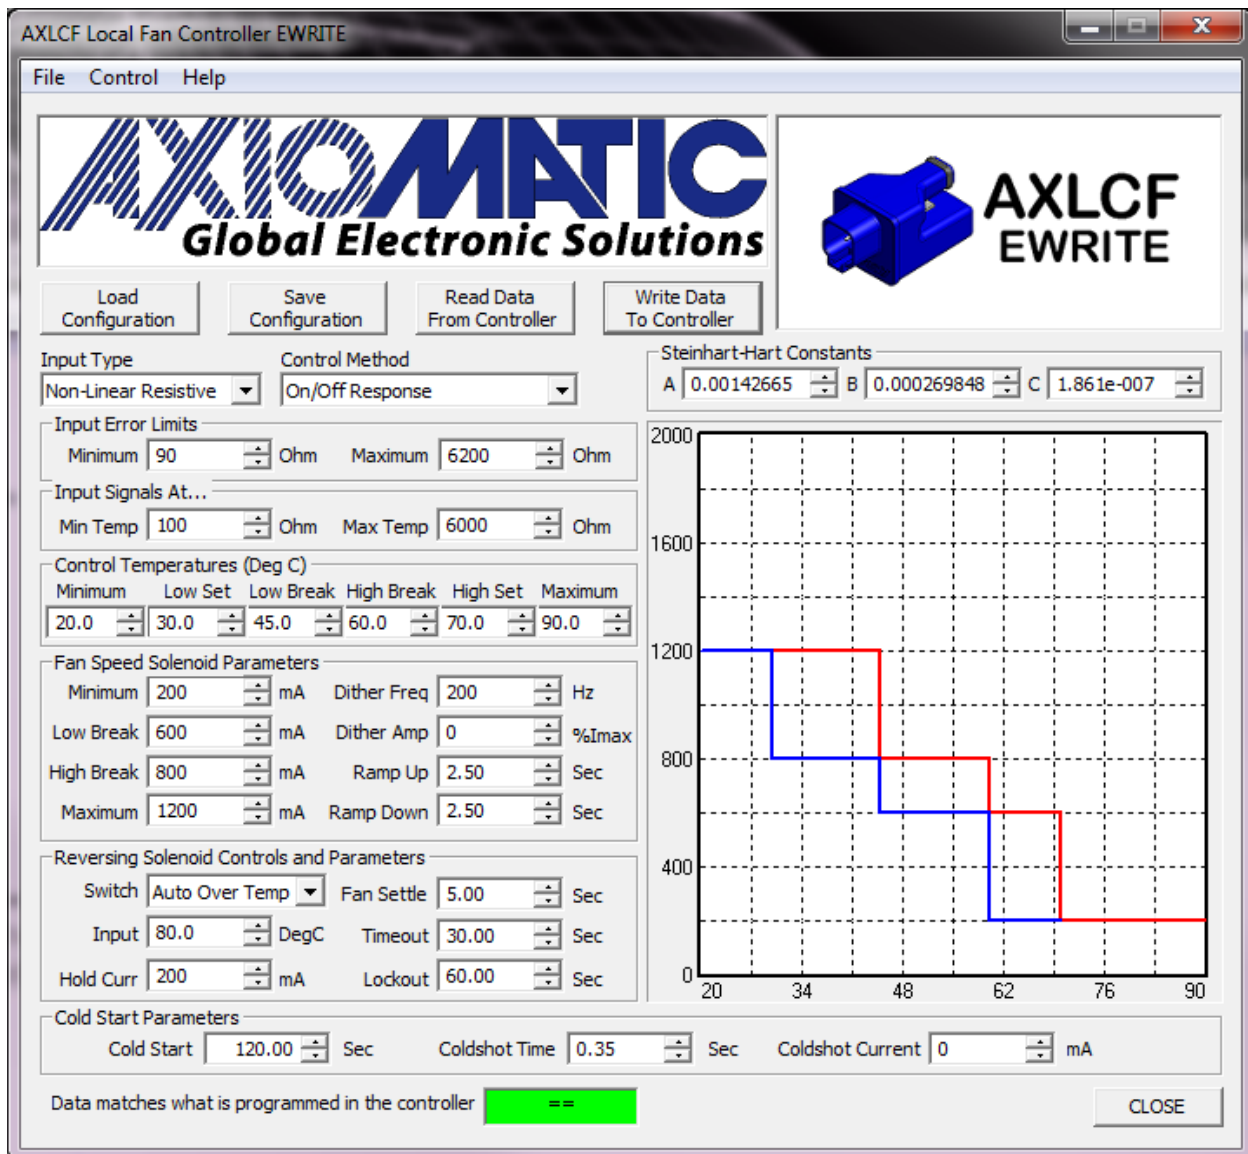 AXLCF Local Fan Controller EWRITE
File Control Help
AXIOMATIC
Global Electronic Solutions
AXLCF
EWRITE
Load Configuration
Save Configuration
Read Data From Controller
Write Data To Controller
Input Type Control Method
Non-Linear Resistive On/Off Response
Steinhart-Hart Constants
A 0.00142665 B 0.000269848 C 1.861e-007
Input Error Limits
Minimum 90 Ohm Maximum 6200 Ohm
Input Signals At...
Min Temp 100 Ohm Max Temp 6000 Ohm
Control Temperatures (Deg C)
Minimum Low Set Low Break High Break High Set Maximum
20.0 30.0 45.0 60.0 70.0 90.0
Fan Speed Solenoid Parameters
Minimum 200 mA Dither Freq 200 Hz
Low Break 600 mA Dither Amp 0 %Imax
High Break 800 mA Ramp Up 2.50 Sec
Maximum 1200 mA Ramp Down 2.50 Sec
Reversing Solenoid Controls and Parameters
Switch Auto Over Temp Fan Settle 5.00 Sec
Input 80.0 DegC Timeout 30.00 Sec
Hold Curr 200 mA Lockout 60.00 Sec
2000
1600
1200
800
400
0
20 34 48 62 76 90
Cold Start Parameters
Cold Start 120.00 Sec Coldshot Time 0.35 Sec Coldshot Current 0 mA
Data matches what is programmed in the controller == CLOSE